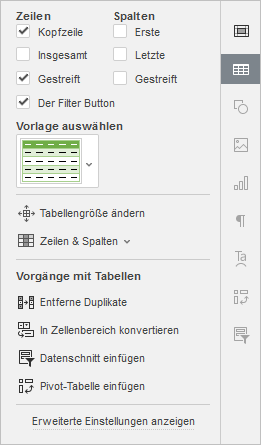 Zeilen Spalten
Kopfzeile Erste
Insgesamt Letzte
Gestreift Gestreift
Der Filter Button
Vorlage auswählen
Tabellengröße ändern
Zeilen & Spalten
Vorgänge mit Tabellen
Entferne Duplikate
In Zellenbereich konvertieren
Datenschnitt einfügen
Pivot-Tabelle einfügen
Erweiterte Einstellungen anzeigen
Ta